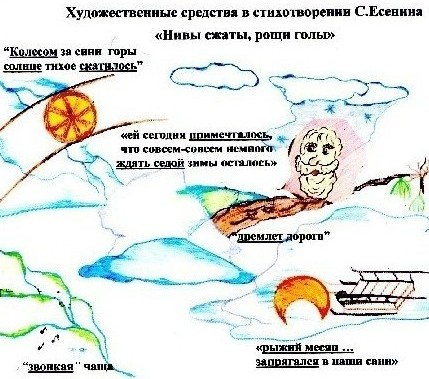 Художественные средства в стихотворении С.Есенина
«Нивы сжаты, рощи голы»
“Колесом за сини горы
солнце тихое скатилось”
«ей сегодня примечталось,
что совсем-совсем немного
ждать седой зимы осталось»
“дремлет дорога”
«рыжий месяц ...
запрягался в наши сани»
“звонкая” чаща